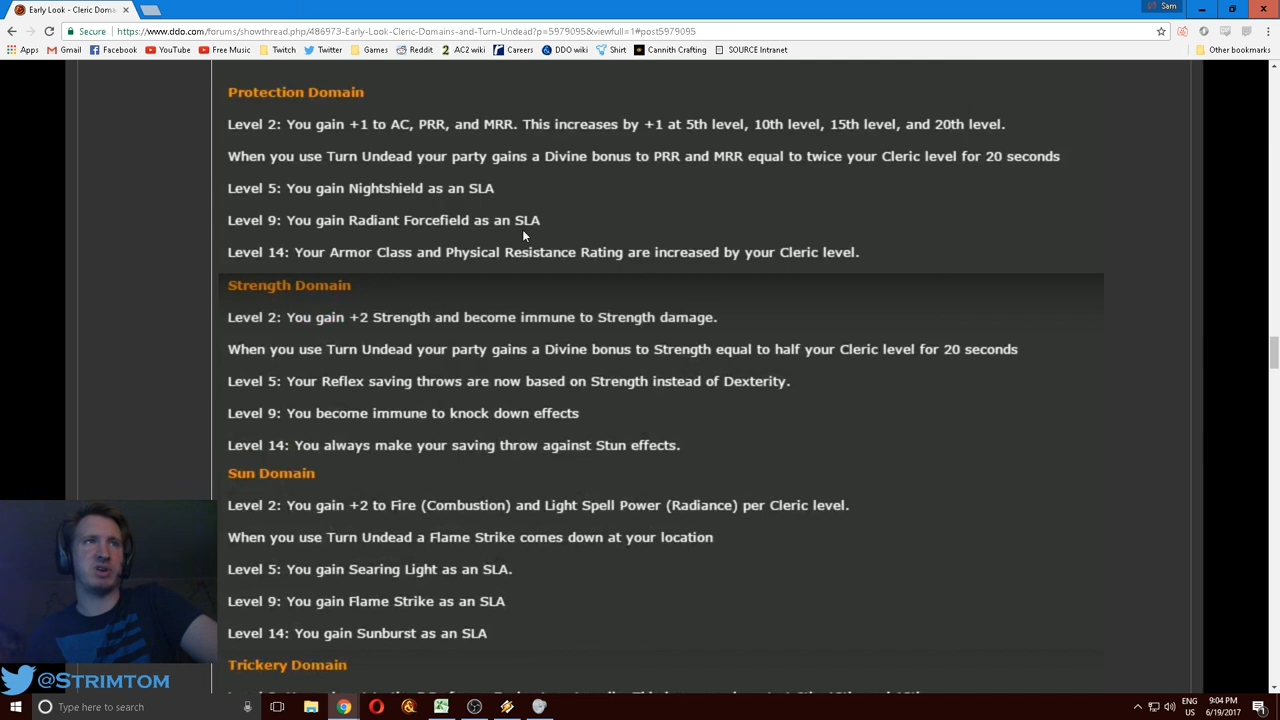 Early Look - Cleric Doma
Sam
Secure
https://www.ddo.com/forums/showthread.php/486973-Early-Look-Cleric-Domains-and-Turn-Undead?p=5979095&viewfull=1#post5979095
Apps Gmail Facebook YouTube Free Music Twitch Twitter Games Reddit AC2 wiki Careers DDO wiki Shirt Cannith Crafting SOURCE Intranet Other bookmarks
Protection Domain
Level 2: You gain +1 to AC, PRR, and MRR. This increases by +1 at 5th level, 10th level, 15th level, and 20th level.
When you use Turn Undead your party gains a Divine bonus to PRR and MRR equal to twice your Cleric level for 20 seconds
Level 5: You gain Nightshield as an SLA
Level 9: You gain Radiant Forcefield as an SLA
Level 14: Your Armor Class and Physical Resistance Rating are increased by your Cleric level.
Strength Domain
Level 2: You gain +2 Strength and become immune to Strength damage.
When you use Turn Undead your party gains a Divine bonus to Strength equal to half your Cleric level for 20 seconds
Level 5: Your Reflex saving throws are now based on Strength instead of Dexterity.
Level 9: You become immune to knock down effects
Level 14: You always make your saving throw against Stun effects.
Sun Domain
Level 2: You gain +2 to Fire (Combustion) and Light Spell Power (Radiance) per Cleric level.
When you use Turn Undead a Flame Strike comes down at your location
Level 5: You gain Searing Light as an SLA.
Level 9: You gain Flame Strike as an SLA
Level 14: You gain Sunburst as an SLA
Trickery Domain
@STRIMTOM
Type here to search
ENG
US
9:04 PM
6/19/2017